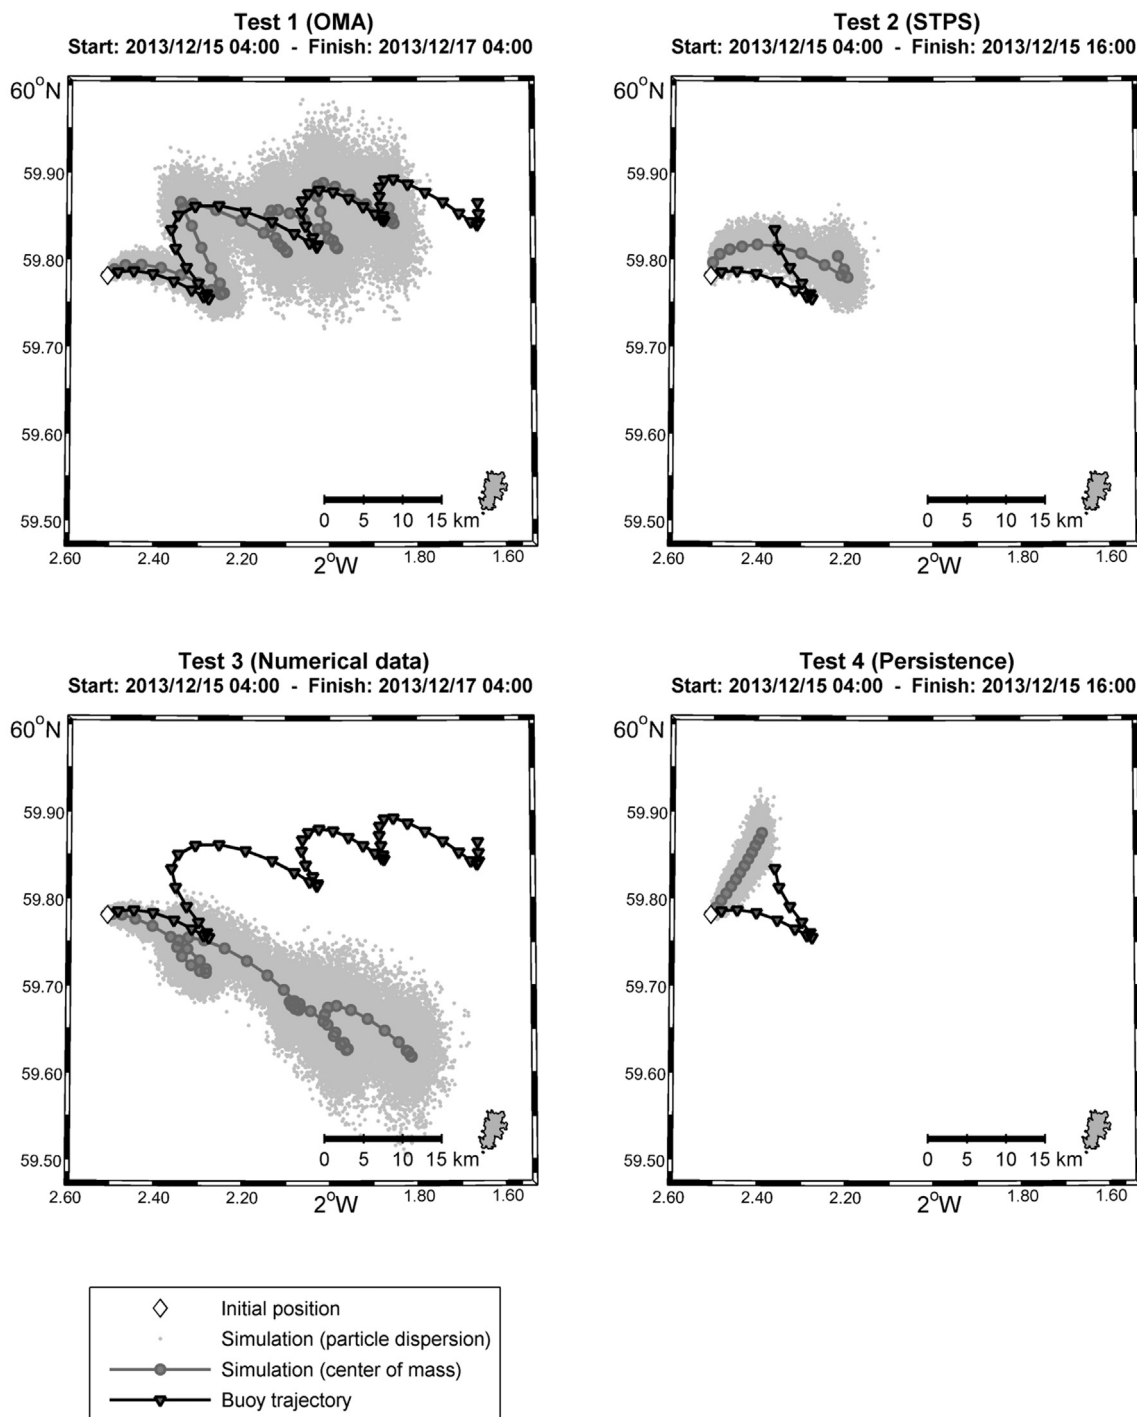 Test 1 (OMA)
Start: 2013/12/15 04:00 - Finish: 2013/12/17 04:00
60°N
59.90
59.80
59.70
59.60
59.50
0 5 10 15 km
2.60 2.40 2.20 2°W 1.80 1.60
Test 2 (STPS)
Start: 2013/12/15 04:00 - Finish: 2013/12/15 16:00
60°N
59.90
59.80
59.70
59.60
59.50
0 5 10 15 km
2.60 2.40 2.20 2°W 1.80 1.60
Test 3 (Numerical data)
Start: 2013/12/15 04:00 - Finish: 2013/12/17 04:00
60°N
59.90
59.80
59.70
59.60
59.50
0 5 10 15 km
2.60 2.40 2.20 2°W 1.80 1.60
Test 4 (Persistence)
Start: 2013/12/15 04:00 - Finish: 2013/12/15 16:00
60°N
59.90
59.80
59.70
59.60
59.50
0 5 10 15 km
2.60 2.40 2.20 2°W 1.80 1.60
Initial position
Simulation (particle dispersion)
Simulation (center of mass)
Buoy trajectory